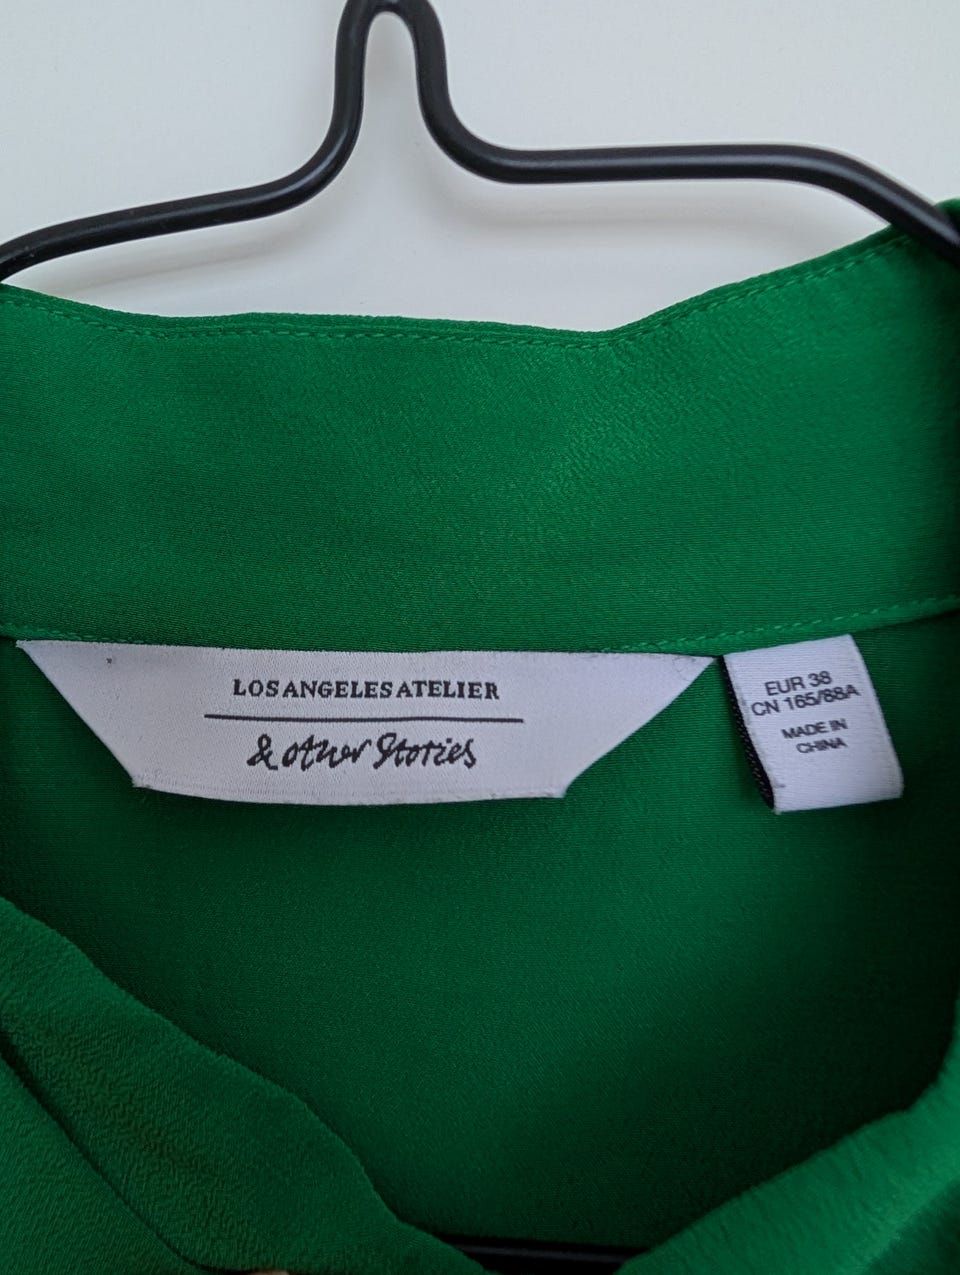 LOS ANGELES ATELIER
& other Stories
EUR 38
CN 165/88A
MADE IN
CHINA